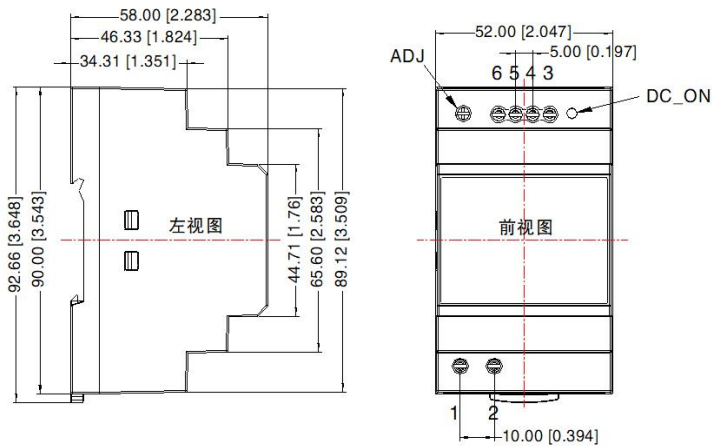 58.00 [2.283]
46.33 [1.824]
34.31 [1.351]
92.66 [3.648]
90.00 [3.543]
左视图
44.71 [1.76]
65.60 [2.583]
89.12 [3.509]
52.00 [2.047]
5.00 [0.197]
ADJ
6 5 4 3
DC_ON
前视图
1 2
10.00 [0.394]